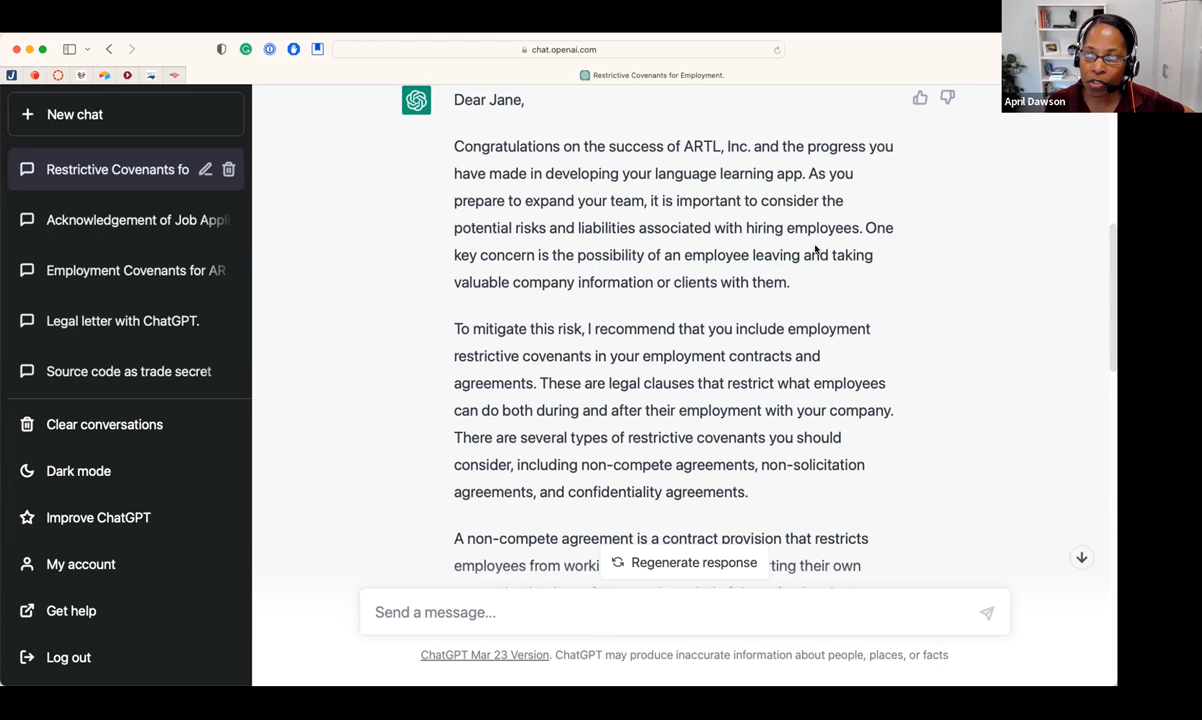 chat.openai.com
Restrictive Covenants for Employment.
April Dawson
New chat
Restrictive Covenants fo
Acknowledgement of Job Appli
Employment Covenants for AR
Legal letter with ChatGPT.
Source code as trade secret
Clear conversations
Dark mode
Improve ChatGPT
My account
Get help
Log out
Dear Jane,
Congratulations on the success of ARTL, Inc. and the progress you
have made in developing your language learning app. As you
prepare to expand your team, it is important to consider the
potential risks and liabilities associated with hiring employees. One
key concern is the possibility of an employee leaving and taking
valuable company information or clients with them.
To mitigate this risk, I recommend that you include employment
restrictive covenants in your employment contracts and
agreements. These are legal clauses that restrict what employees
can do both during and after their employment with your company.
There are several types of restrictive covenants you should
consider, including non-compete agreements, non-solicitation
agreements, and confidentiality agreements.
A non-compete agreement is a contract provision that restricts
employees from worki
rting their own
Regenerate response
Send a message...
ChatGPT Mar 23 Version. ChatGPT may produce inaccurate information about people, places, or facts